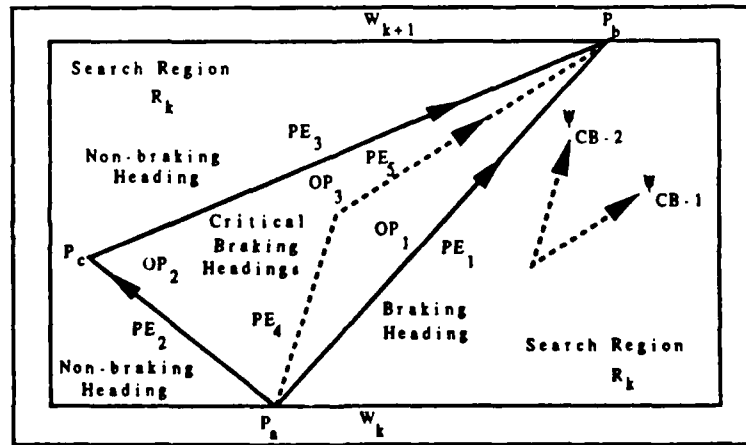 W k+1
P b
Search Region
R k
PE 3
Non-braking
Heading
PE 5
OP 3
Ψ CB-2
Ψ CB-1
Critical
Braking
Headings
OP 1
PE 1
P c
OP 2
PE 2
PE 4
Braking
Heading
Non-braking
Heading
Search Region
R k
P a
W k